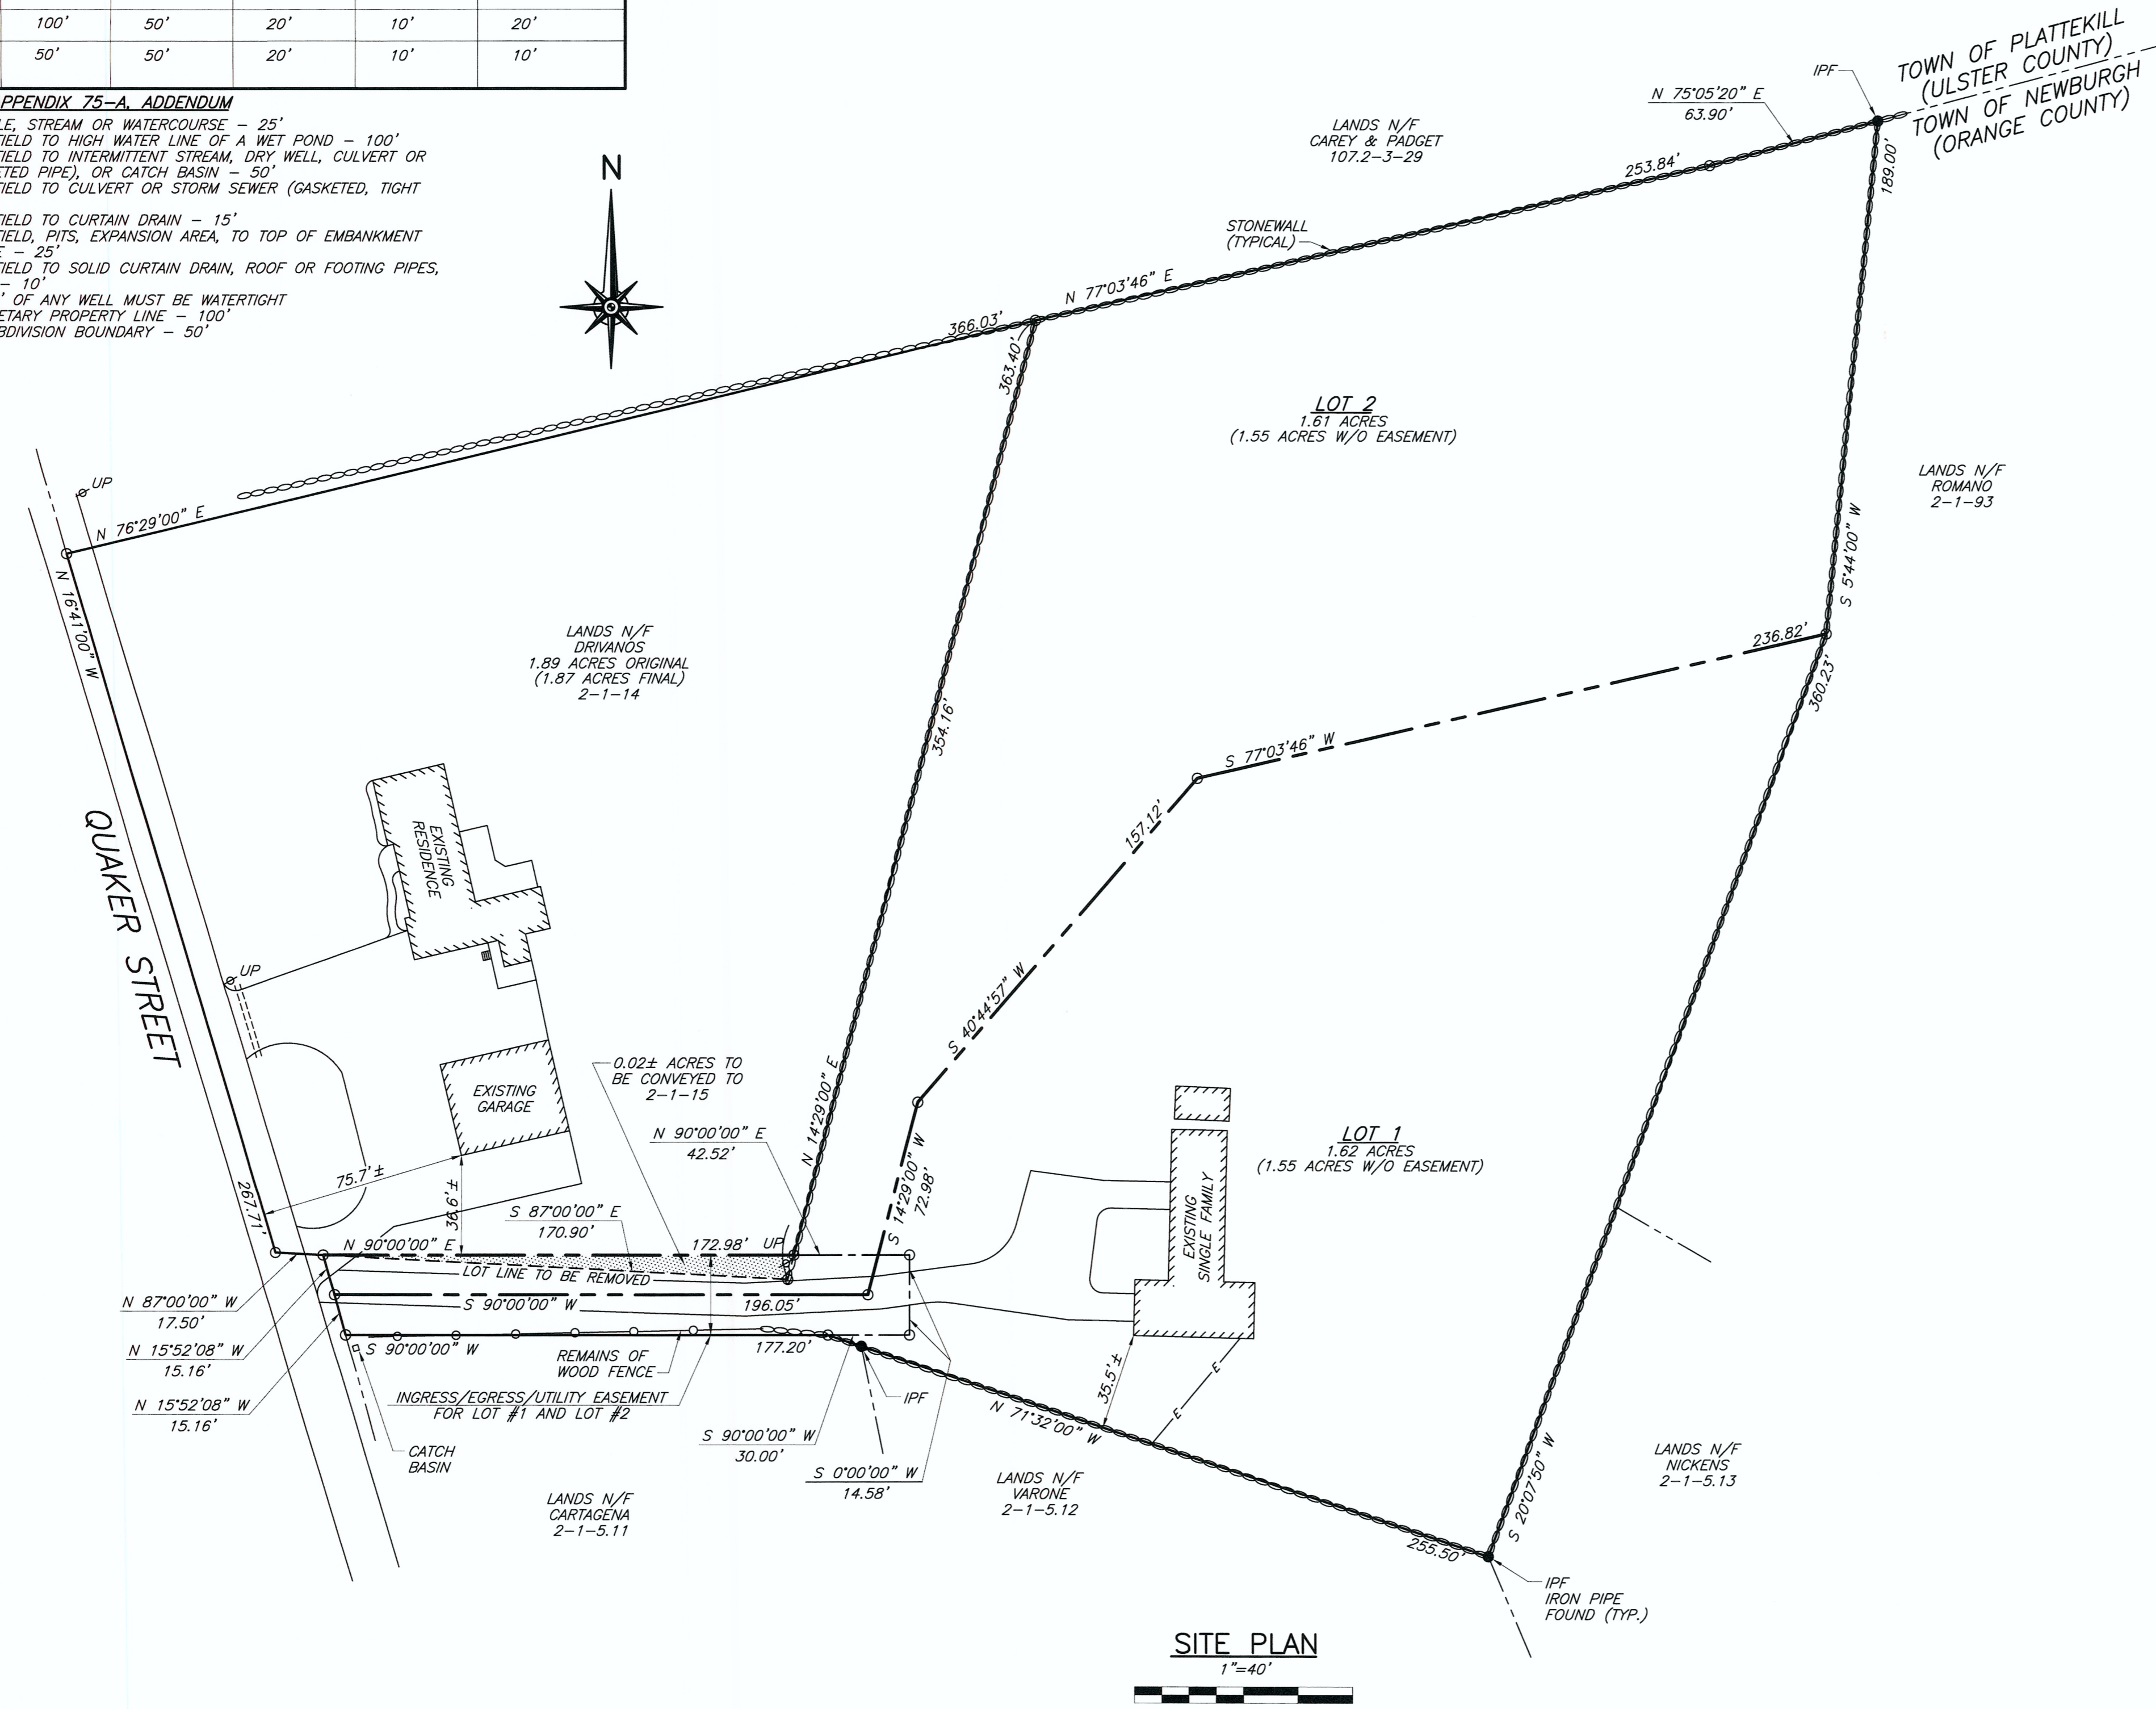 100' 50' 20' 10' 20'
50' 50' 20' 10' 10'
PPENDIX 75-A, ADDENDUM
LE, STREAM OR WATERCOURSE - 25'
FIELD TO HIGH WATER LINE OF A WET POND - 100'
FIELD TO INTERMITTENT STREAM, DRY WELL, CULVERT OR
ETED PIPE), OR CATCH BASIN - 50'
FIELD TO CULVERT OR STORM SEWER (GASKETED, TIGHT
FIELD TO CURTAIN DRAIN - 15'
FIELD, PITS, EXPANSION AREA, TO TOP OF EMBANKMENT
E - 25'
FIELD TO SOLID CURTAIN DRAIN, ROOF OR FOOTING PIPES,
- 10'
' OF ANY WELL MUST BE WATERTIGHT
ETARY PROPERTY LINE - 100'
BDIVISION BOUNDARY - 50'
N
TOWN OF PLATTEKILL
(ULSTER COUNTY)
TOWN OF NEWBURGH
(ORANGE COUNTY)
IPF
N 75°05'20" E
63.90'
LANDS N/F
CAREY & PADGET
107.2-3-29
253.84'
189.00'
STONEWALL
(TYPICAL)
N 77°03'46" E
366.03'
363.40'
LOT 2
1.61 ACRES
(1.55 ACRES W/O EASEMENT)
LANDS N/F
ROMANO
2-1-93
UP
N 76°29'00" E
N 16°41'00" W
S 5°44'00" W
LANDS N/F
DRIVANOS
1.89 ACRES ORIGINAL
(1.87 ACRES FINAL)
2-1-14
236.82'
360.23'
354.16'
S 77°03'46" W
157.12'
QUAKER STREET
EXISTING
RESIDENCE
UP
S 40°44'57" W
EXISTING
GARAGE
0.02± ACRES TO
BE CONVEYED TO
2-1-15
N 14°29'00" E
N 90°00'00" E
42.52'
S 14°29'00" W
72.98'
LOT 1
1.62 ACRES
(1.55 ACRES W/O EASEMENT)
EXISTING
SINGLE FAMILY
75.7'±
36.6'±
267.71'
S 87°00'00" E
170.90'
N 90°00'00" E
172.98'
UP
LOT LINE TO BE REMOVED
S 90°00'00" W
196.05'
N 87°00'00" W
17.50'
N 15°52'08" W
15.16'
N 15°52'08" W
15.16'
S 90°00'00" W
177.20'
REMAINS OF
WOOD FENCE
INGRESS/EGRESS/UTILITY EASEMENT
FOR LOT #1 AND LOT #2
CATCH
BASIN
IPF
S 90°00'00" W
30.00'
S 0°00'00" W
14.58'
35.5'±
E
E
N 71°32'00" W
255.50'
S 20°07'50" W
LANDS N/F
NICKENS
2-1-5.13
LANDS N/F
VARONE
2-1-5.12
LANDS N/F
CARTAGENA
2-1-5.11
IPF
IRON PIPE
FOUND (TYP.)
SITE PLAN
1"=40'